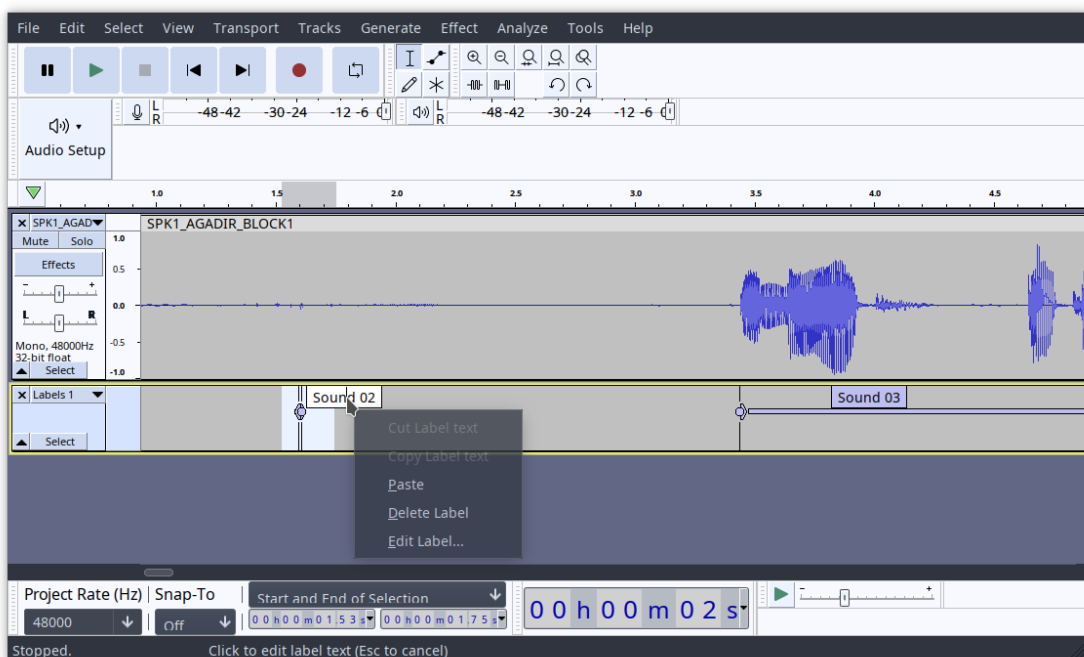 File Edit Select View Transport Tracks Generate Effect Analyze Tools Help
L
R
-48 -42 -30 -24 -12 -6
L
R
-48 -42 -30 -24 -12 -6
Audio Setup
1.0 1.5 2.0 2.5 3.0 3.5 4.0 4.5
SPK1_AGAD
SPK1_AGADIR_BLOCK1
Mute Solo
Effects
- +
L R
Mono, 48000Hz
32-bit float
Select
1.0
0.5
0.0
-0.5
-1.0
Labels 1
Select
Sound 02
Sound 03
Cut Label text
Copy Label text
Paste
Delete Label
Edit Label...
Project Rate (Hz) Snap-To
48000
Off
Start and End of Selection
00h00m01.53s 00h00m01.75s
00h00m02s
- +
Stopped.
Click to edit label text (Esc to cancel)